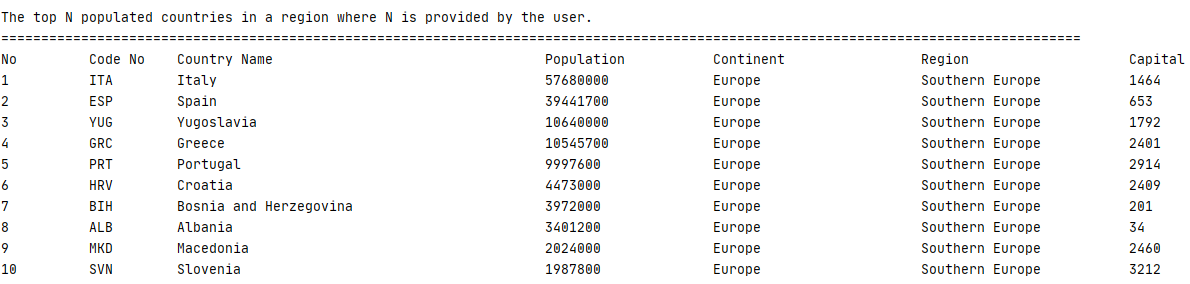 The top N populated countries in a region where N is provided by the user.
=======================================================================================================================================
No Code No Country Name Population Continent Region Capital
1 ITA Italy 57680000 Europe Southern Europe 1464
2 ESP Spain 39441700 Europe Southern Europe 653
3 YUG Yugoslavia 10640000 Europe Southern Europe 1792
4 GRC Greece 10545700 Europe Southern Europe 2401
5 PRT Portugal 9997600 Europe Southern Europe 2914
6 HRV Croatia 4473000 Europe Southern Europe 2409
7 BIH Bosnia and Herzegovina 3972000 Europe Southern Europe 201
8 ALB Albania 3401200 Europe Southern Europe 34
9 MKD Macedonia 2024000 Europe Southern Europe 2460
10 SVN Slovenia 1987800 Europe Southern Europe 3212